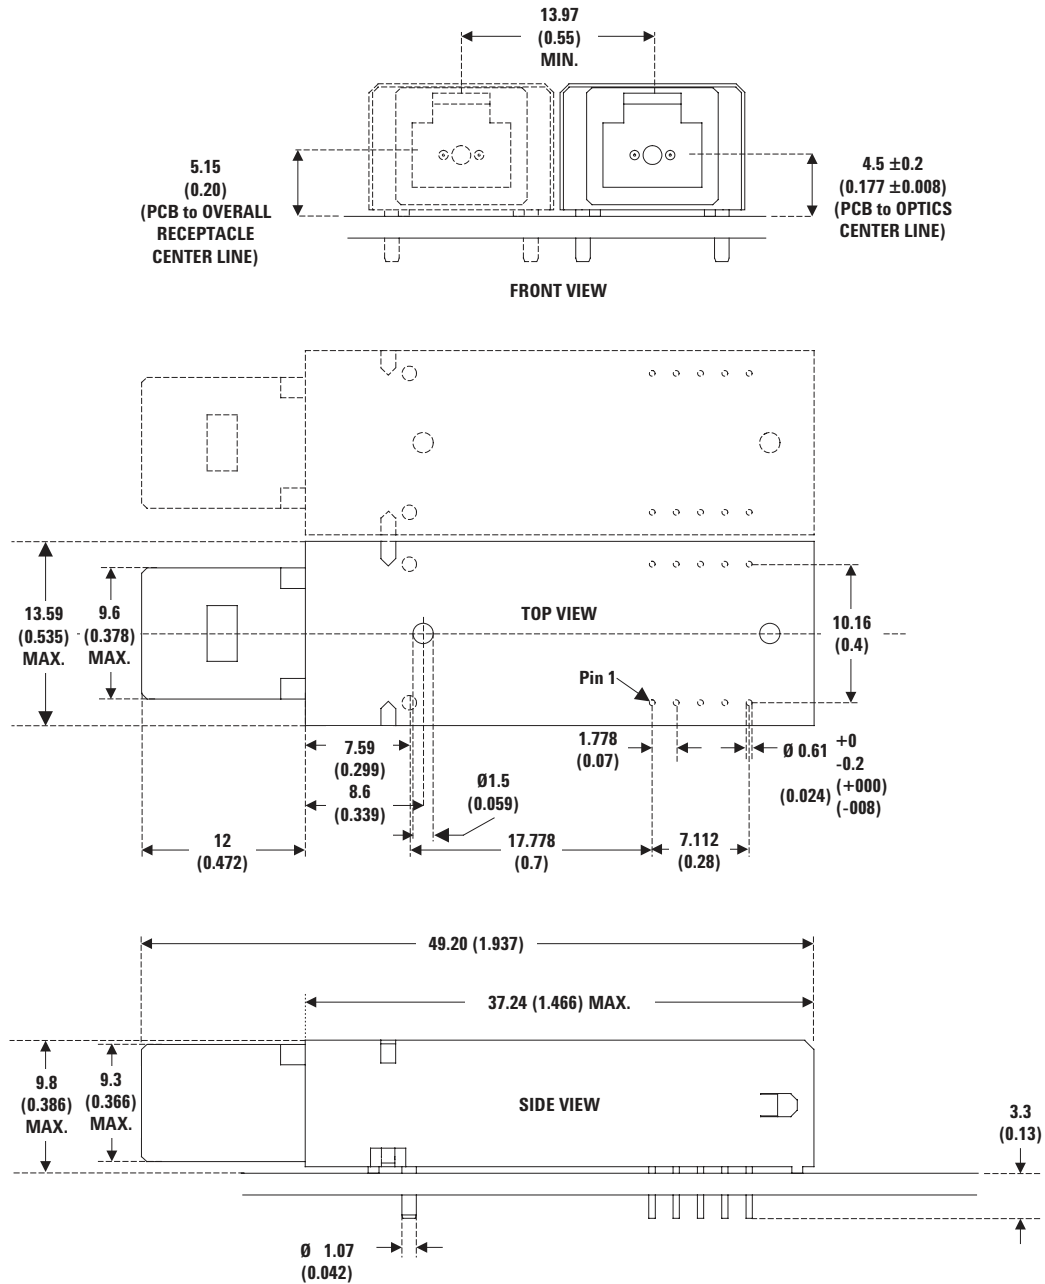 13.97
(0.55)
MIN.
5.15
(0.20)
(PCB to OVERALL
RECEPTACLE
CENTER LINE)
4.5 ±0.2
(0.177 ±0.008)
(PCB to OPTICS
CENTER LINE)
FRONT VIEW
13.59
(0.535)
MAX.
9.6
(0.378)
MAX.
TOP VIEW
10.16
(0.4)
Pin 1
7.59
(0.299)
8.6
(0.339)
Ø1.5
(0.059)
1.778
(0.07)
Ø 0.61 +0
-0.2
(0.024) (+000)
(-008)
12
(0.472)
17.778
(0.7)
7.112
(0.28)
49.20 (1.937)
37.24 (1.466) MAX.
9.8
(0.386)
MAX.
9.3
(0.366)
MAX.
SIDE VIEW
3.3
(0.13)
Ø 1.07
(0.042)